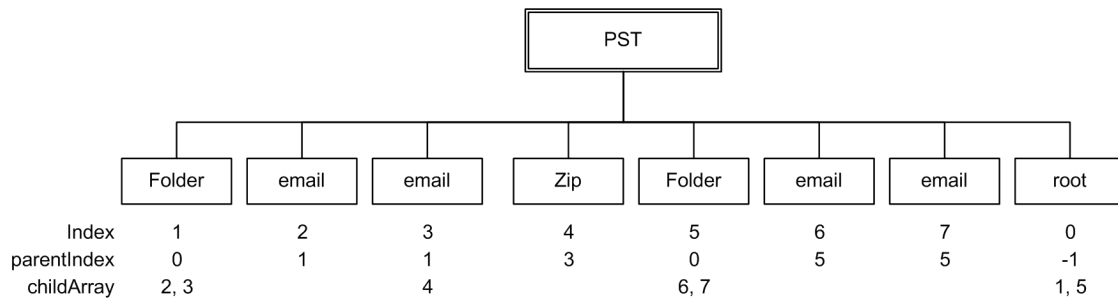 PST
Folder email email Zip Folder email email root
Index 1 2 3 4 5 6 7 0
parentIndex 0 1 1 3 0 5 5 -1
childArray 2, 3 4 6, 7 1, 5